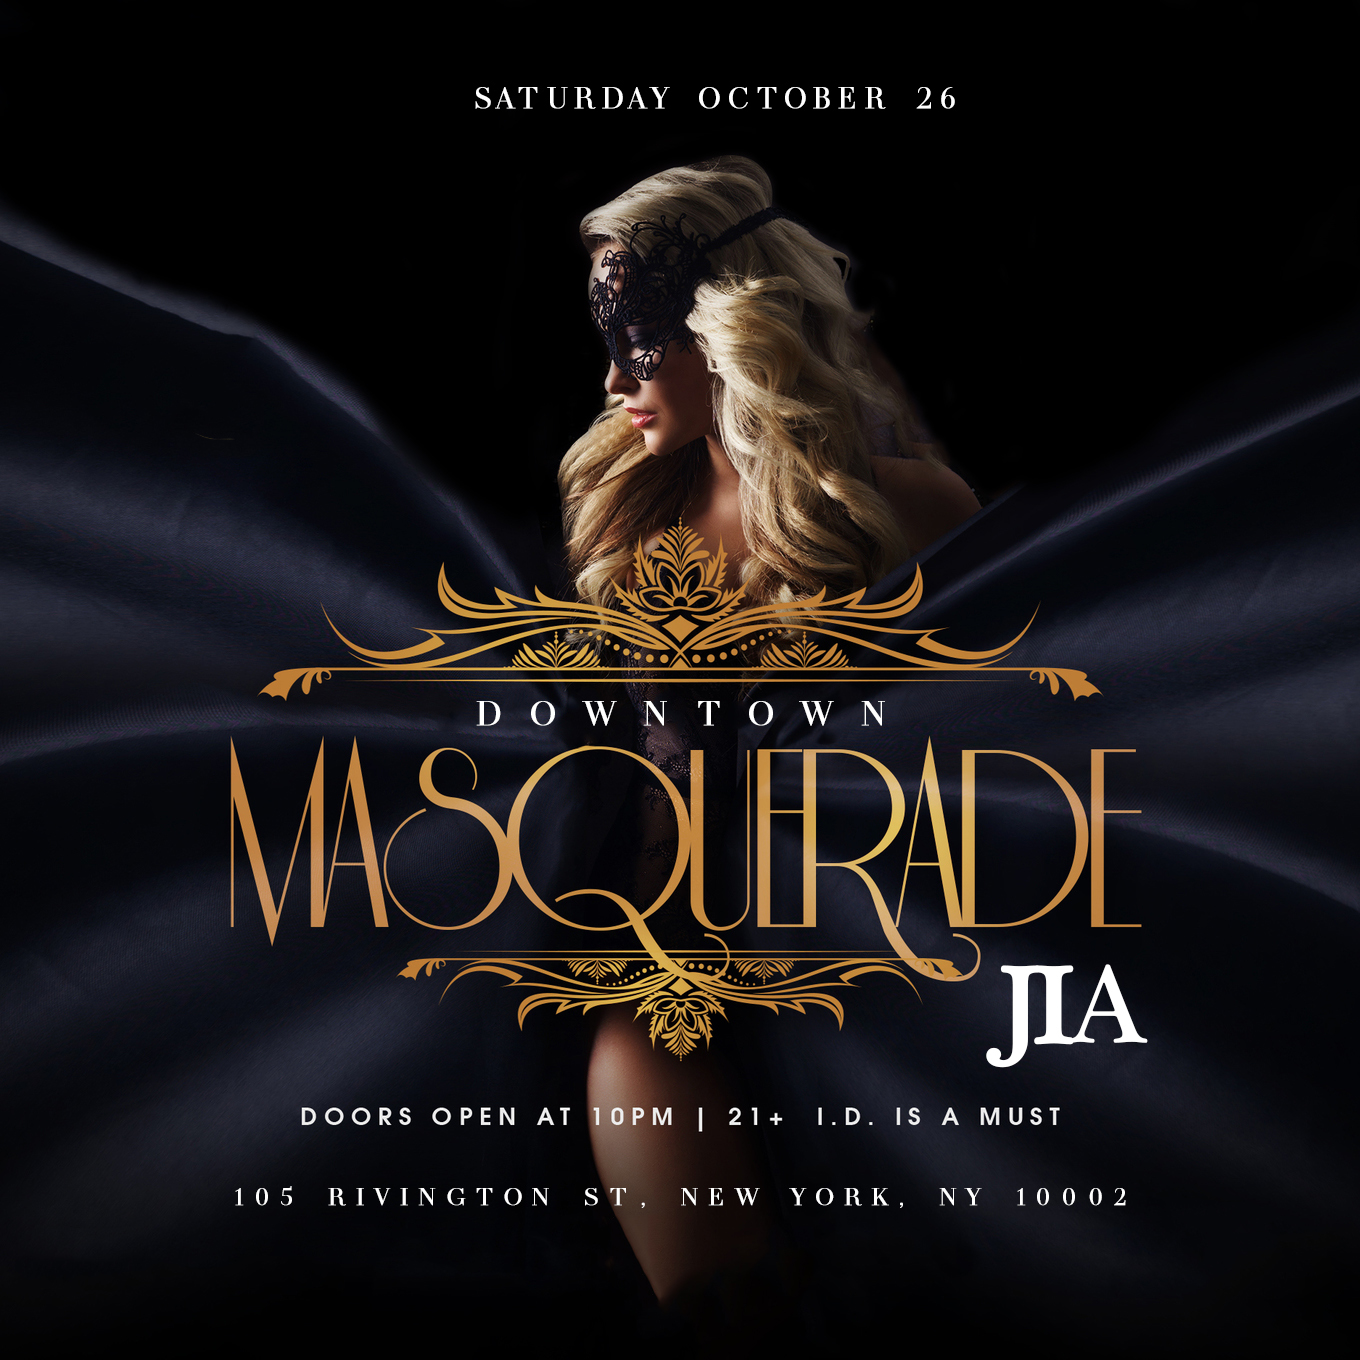 SATURDAY OCTOBER 26
DOWNTOWN
MASQUERADE
JIA
DOORS OPEN AT 10PM | 21+ I.D. IS A MUST
105 RIVINGTON ST, NEW YORK, NY 10002